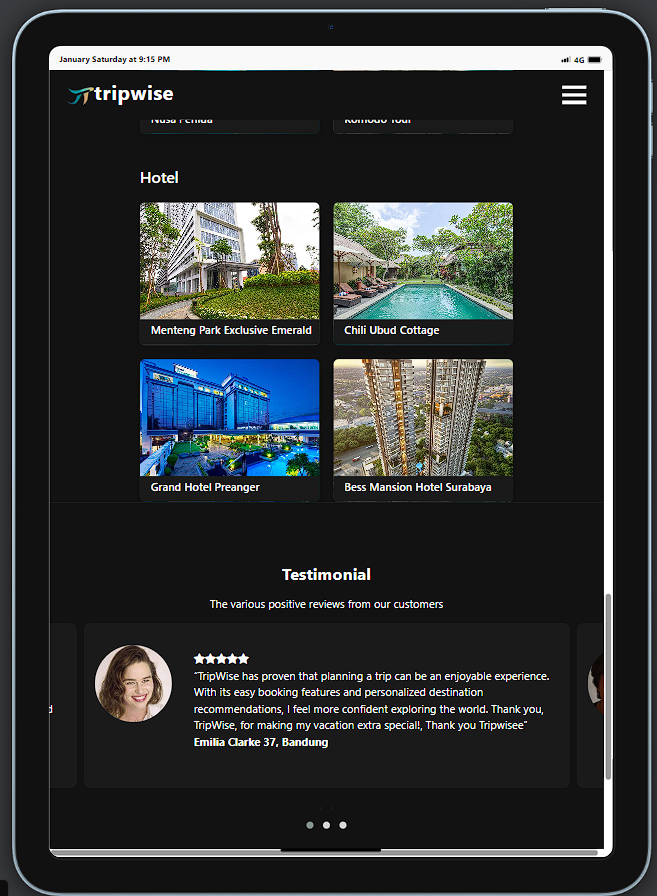 January Saturday at 9:15 PM
4G
tripwise
Nusa Penida
Komodo Tour
Hotel
Menteng Park Exclusive Emerald
Chili Ubud Cottage
Grand Hotel Preanger
Bess Mansion Hotel Surabaya
Testimonial
The various positive reviews from our customers
"TripWise has proven that planning a trip can be an enjoyable experience.
With its easy booking features and personalized destination
recommendations, I feel more confident exploring the world. Thank you,
TripWise, for making my vacation extra special!, Thank you Tripwisee"
Emilia Clarke 37, Bandung